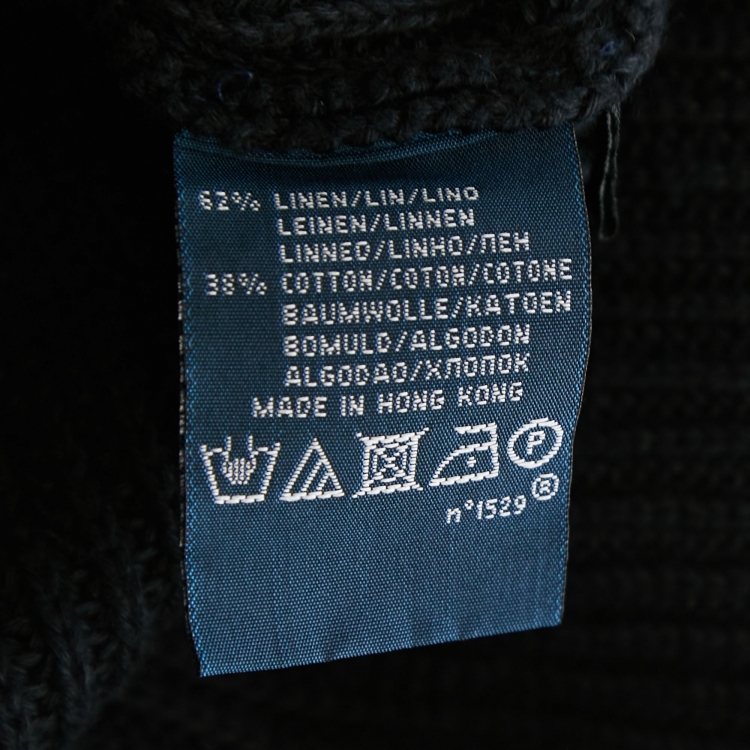 62% LINEN/LIN/LINO
LEINEN/LINNEN
LINNED/LINHO/ЛЕН
38% COTTON/COTON/COTONE
BAUMWOLLE/KATOEN
BOMULD/ALGODON
ALGODAO/ХЛОПОК
MADE IN HONG KONG
P
n°1529 ®